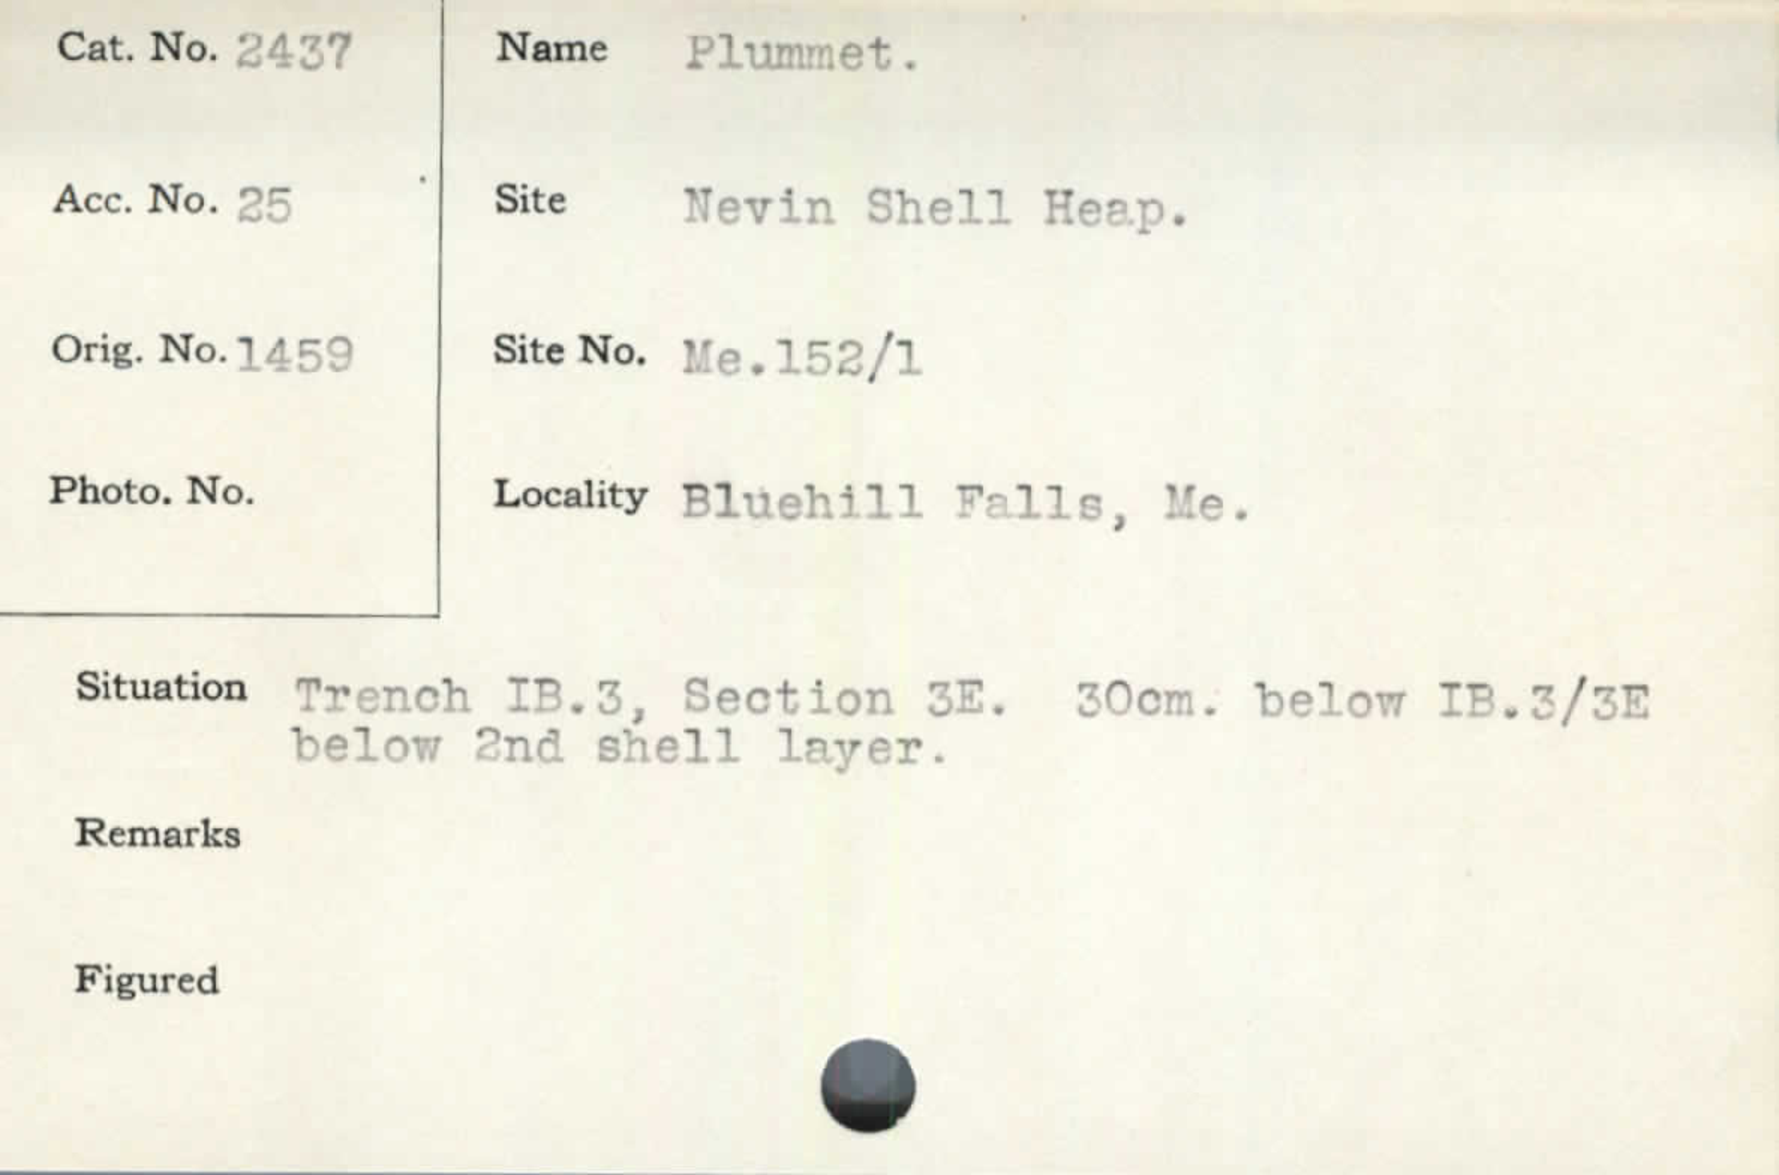 Cat. No. 2437
Name Plummet.
Acc. No. 25
Site Nevin Shell Heap.
Orig. No. 1459
Site No. Me.152/1
Photo. No.
Locality Bluehill Falls, Me.
Situation Trench IB.3, Section 3E. 30cm. below IB.3/3E
below 2nd shell layer.
Remarks
Figured